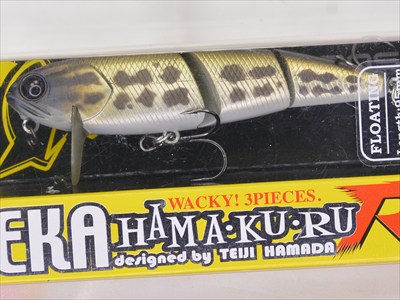 FLOATING
WACKY! 3PIECES.
EKA HAMA·KU·RU R
designed by TEIJI HAMADA